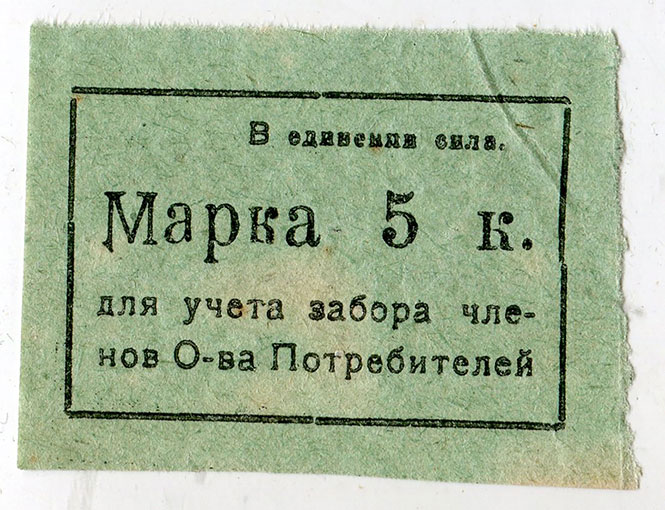 В единении сила.
Марка 5 к.
для учета забора чле-
нов О-ва Потребителей